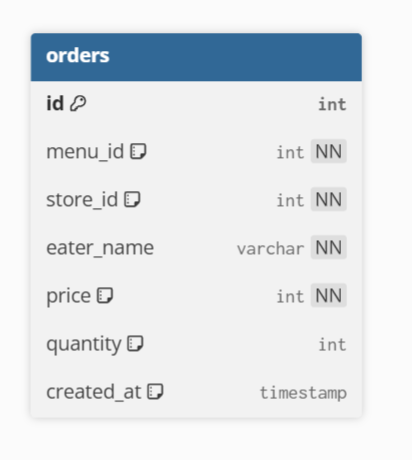 orders
id int
menu_id int NN
store_id int NN
eater_name varchar NN
price int NN
quantity int
created_at timestamp